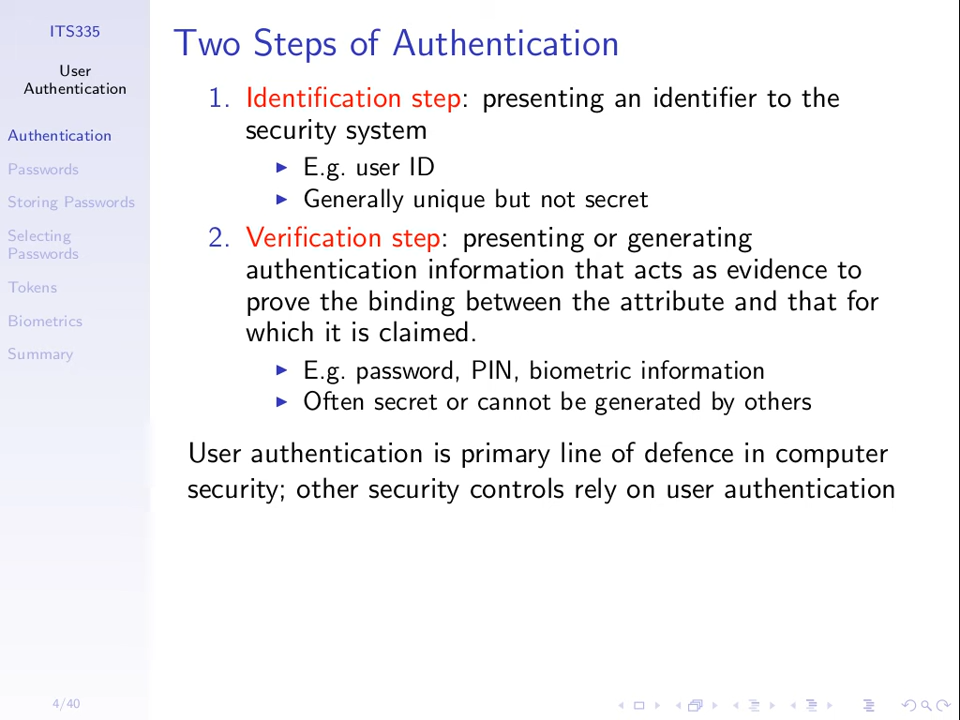 ITS335
User
Authentication
Authentication
Passwords
Storing Passwords
Selecting
Passwords
Tokens
Biometrics
Summary
4/40
Two Steps of Authentication
1. Identification step: presenting an identifier to the
security system
▶ E.g. user ID
▶ Generally unique but not secret
2. Verification step: presenting or generating
authentication information that acts as evidence to
prove the binding between the attribute and that for
which it is claimed.
▶ E.g. password, PIN, biometric information
▶ Often secret or cannot be generated by others
User authentication is primary line of defence in computer
security; other security controls rely on user authentication